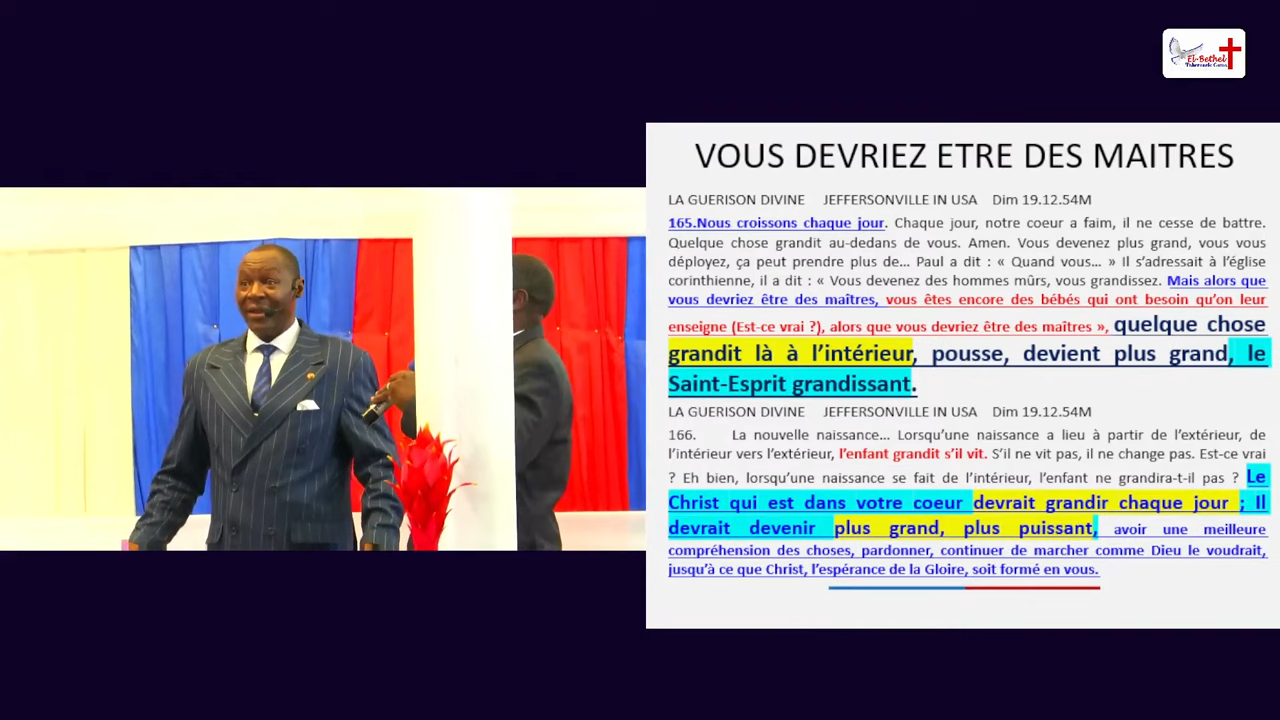 El-Bethel
VOUS DEVRIEZ ETRE DES MAITRES
LA GUERISON DIVINE JEFFERSONVILLE IN USA Dim 19.12.54M
165.Nous croissons chaque jour. Chaque jour, notre coeur a faim, il ne cesse de battre.
Quelque chose grandit au-dedans de vous. Amen. Vous devenez plus grand, vous vous
déployez, ça peut prendre plus de… Paul a dit : « Quand vous… » Il s'adressait à l'église
corinthienne, il a dit : « Vous devenez des hommes mûrs, vous grandissez. Mais alors que
vous devriez être des maîtres, vous êtes encore des bébés qui ont besoin qu'on leur
enseigne (Est-ce vrai ?), alors que vous devriez être des maîtres », quelque chose
grandit là à l'intérieur, pousse, devient plus grand, le
Saint-Esprit grandissant.
LA GUERISON DIVINE JEFFERSONVILLE IN USA Dim 19.12.54M
166. La nouvelle naissance… Lorsqu'une naissance a lieu à partir de l'extérieur, de
l'intérieur vers l'extérieur, l'enfant grandit s'il vit. S'il ne vit pas, il ne change pas. Est-ce vrai
? Eh bien, lorsqu'une naissance se fait de l'intérieur, l'enfant ne grandira-t-il pas ? Le
Christ qui est dans votre coeur devrait grandir chaque jour ; Il
devrait devenir plus grand, plus puissant, avoir une meilleure
compréhension des choses, pardonner, continuer de marcher comme Dieu le voudrait,
jusqu'à ce que Christ, l'espérance de la Gloire, soit formé en vous.